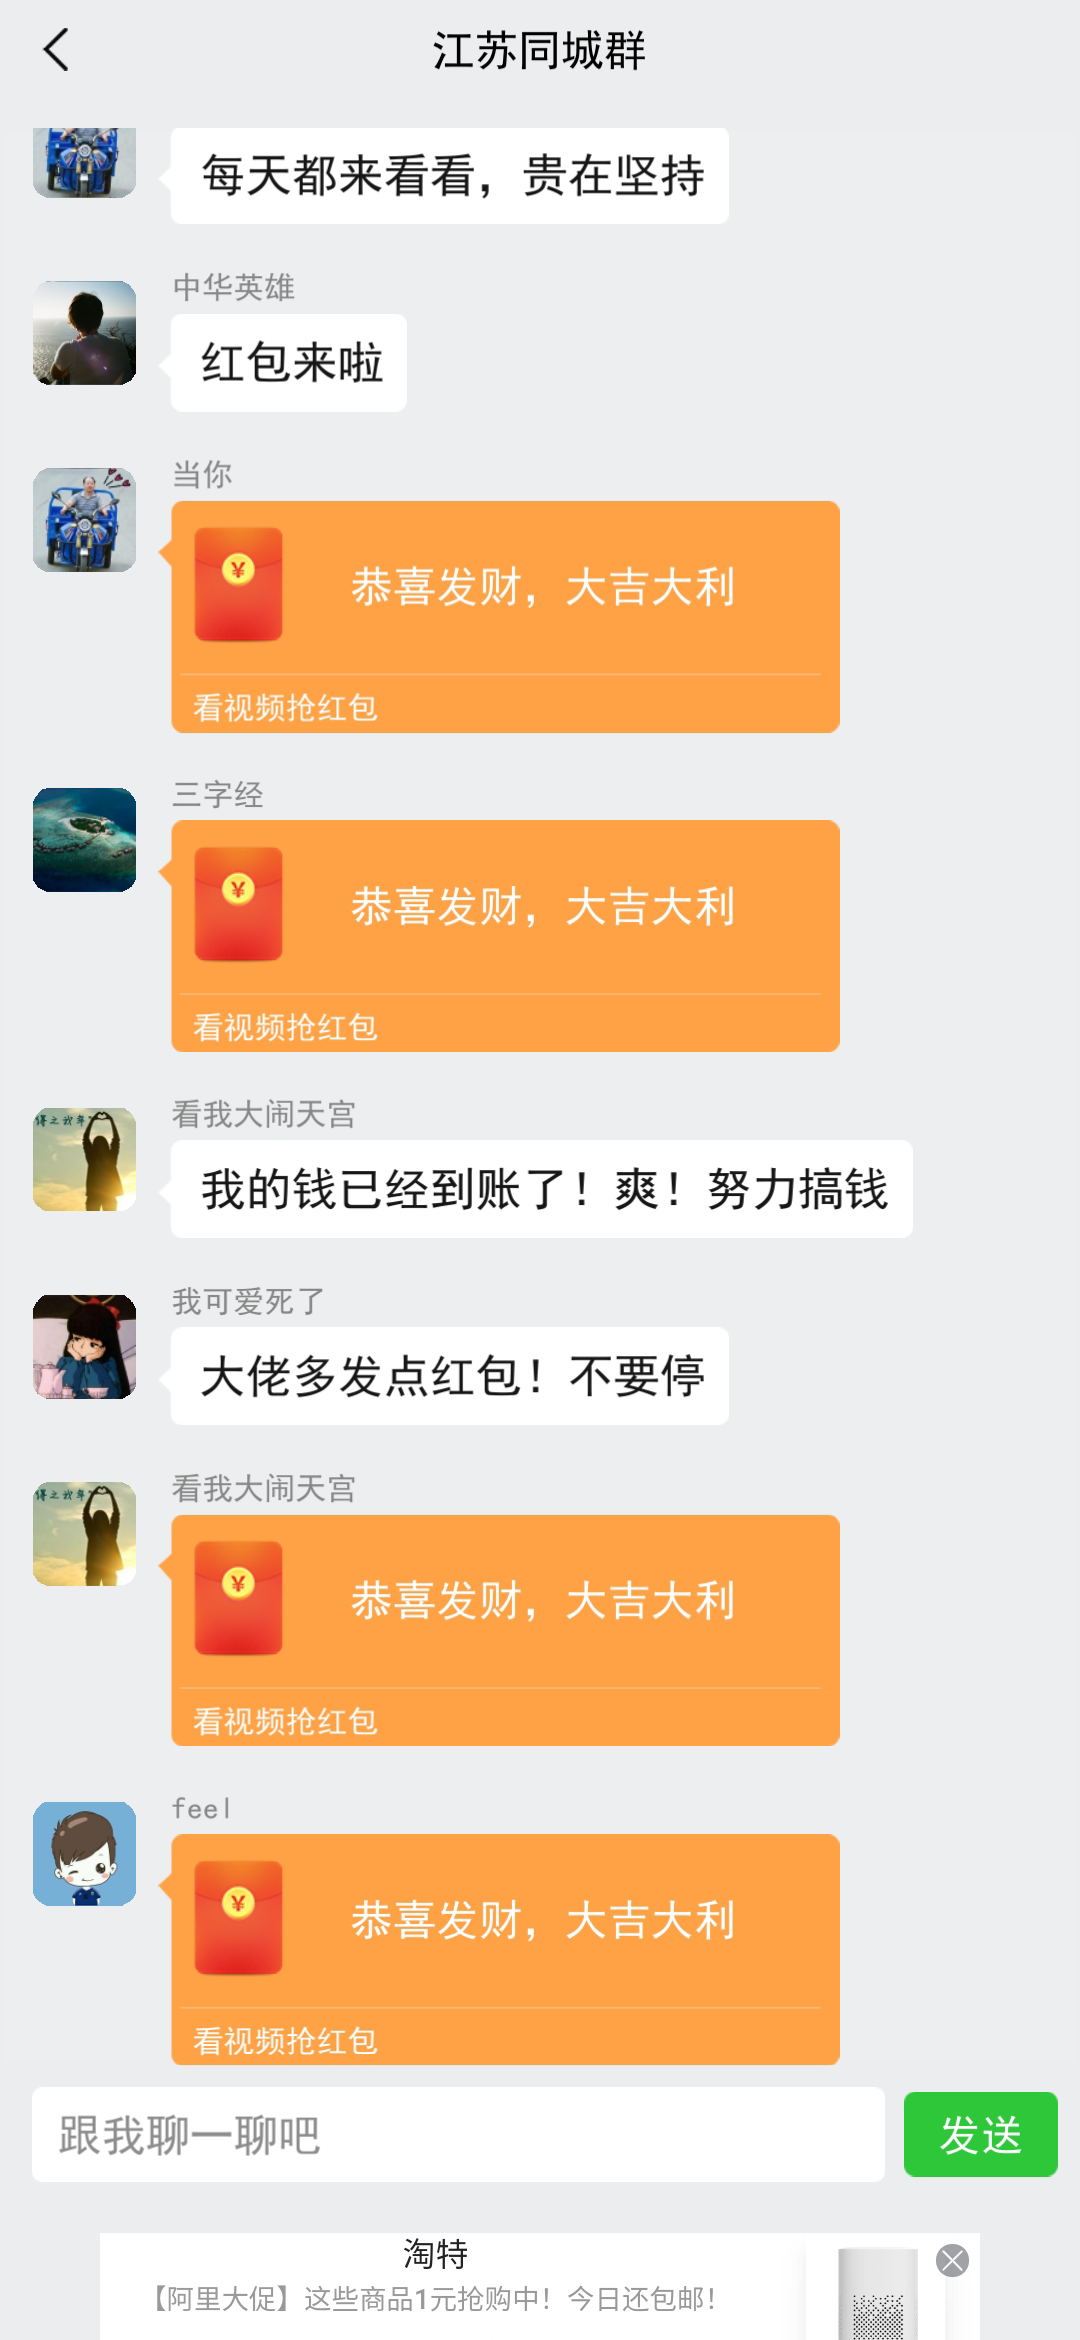 江苏同城群
每天都来看看，贵在坚持
中华英雄
红包来啦
当你
恭喜发财，大吉大利
看视频抢红包
三字经
恭喜发财，大吉大利
看视频抢红包
看我大闹天宫
我的钱已经到账了！爽！努力搞钱
我可爱死了
大佬多发点红包！不要停
看我大闹天宫
恭喜发财，大吉大利
看视频抢红包
feel
恭喜发财，大吉大利
看视频抢红包
跟我聊一聊吧
发送
淘特
【阿里大促】这些商品1元抢购中！今日还包邮！